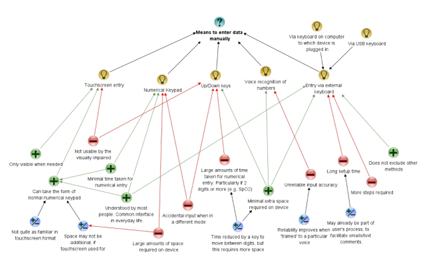 Means to enter data
manually
Via keyboard on computer
to which device is
plugged in
Via USB keyboard
Touchscreen entry
Numerical Keypad
Up/Down keys
Voice recognition of
numbers
Entry via external
keyboard
Only visible when needed
Not usable by the
visually impaired
Minimal time taken for
numerical entry
Large amounts of time
taken for numerical
entry. Particularly if 2
digits or more (e.g. SpCO)
Long setup time
Does not exclude other
methods
Can take the form of
normal numeric keypad
Understood by most
people. Common interface
in everyday life
Accidental input when in
a different mode
Minimal extra space
required on device
Unreliable input accuracy
More steps required
Not quite as familiar in
touchscreen format
Space may not be
additional, if
touchscreen used for
Large amounts of space
required on device
Time reduced by a key to
move between digits, but
this requires more space
Reliability improves when
'trained' to a particular
voice
May already be part of
user's process, to
facilitate
comments.